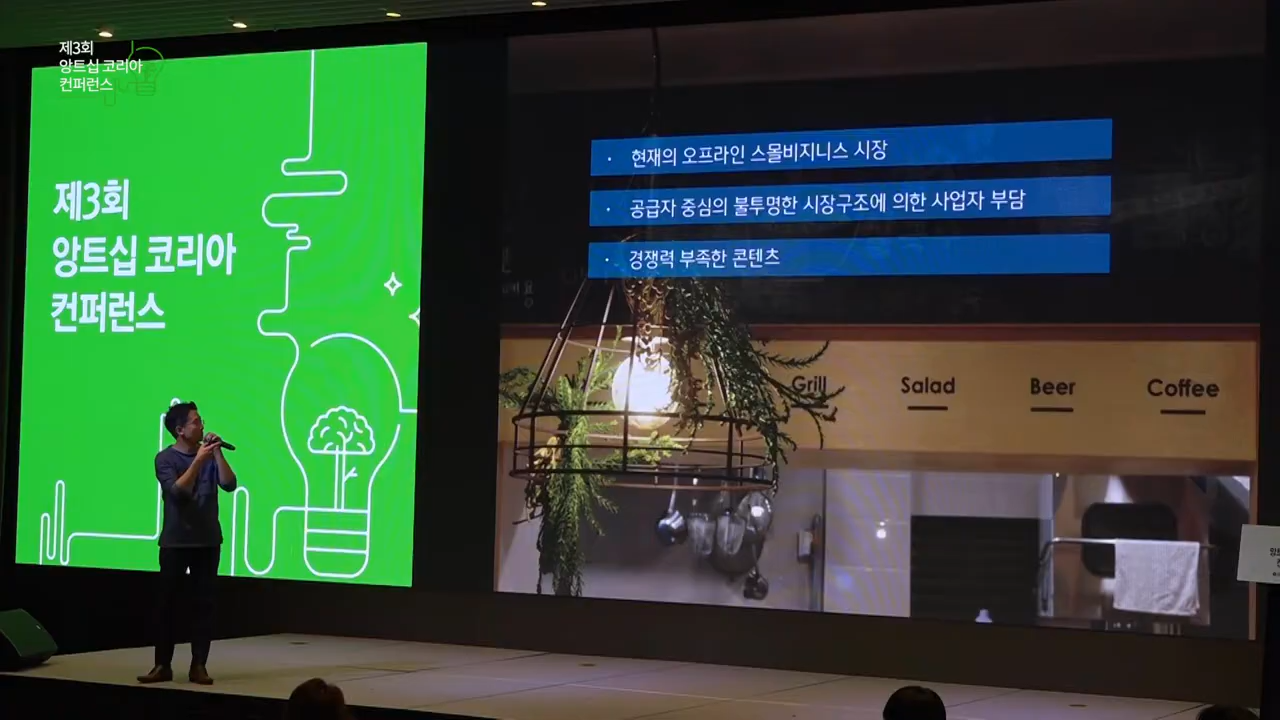 제3회
앙트십 코리아
컨퍼런스
제3회
앙트십 코리아
컨퍼런스
· 현재의 오프라인 스몰비지니스 시장
· 공급자 중심의 불투명한 시장구조에 의한 사업자 부담
· 경쟁력 부족한 콘텐츠
Grill
Salad
Beer
Coffee